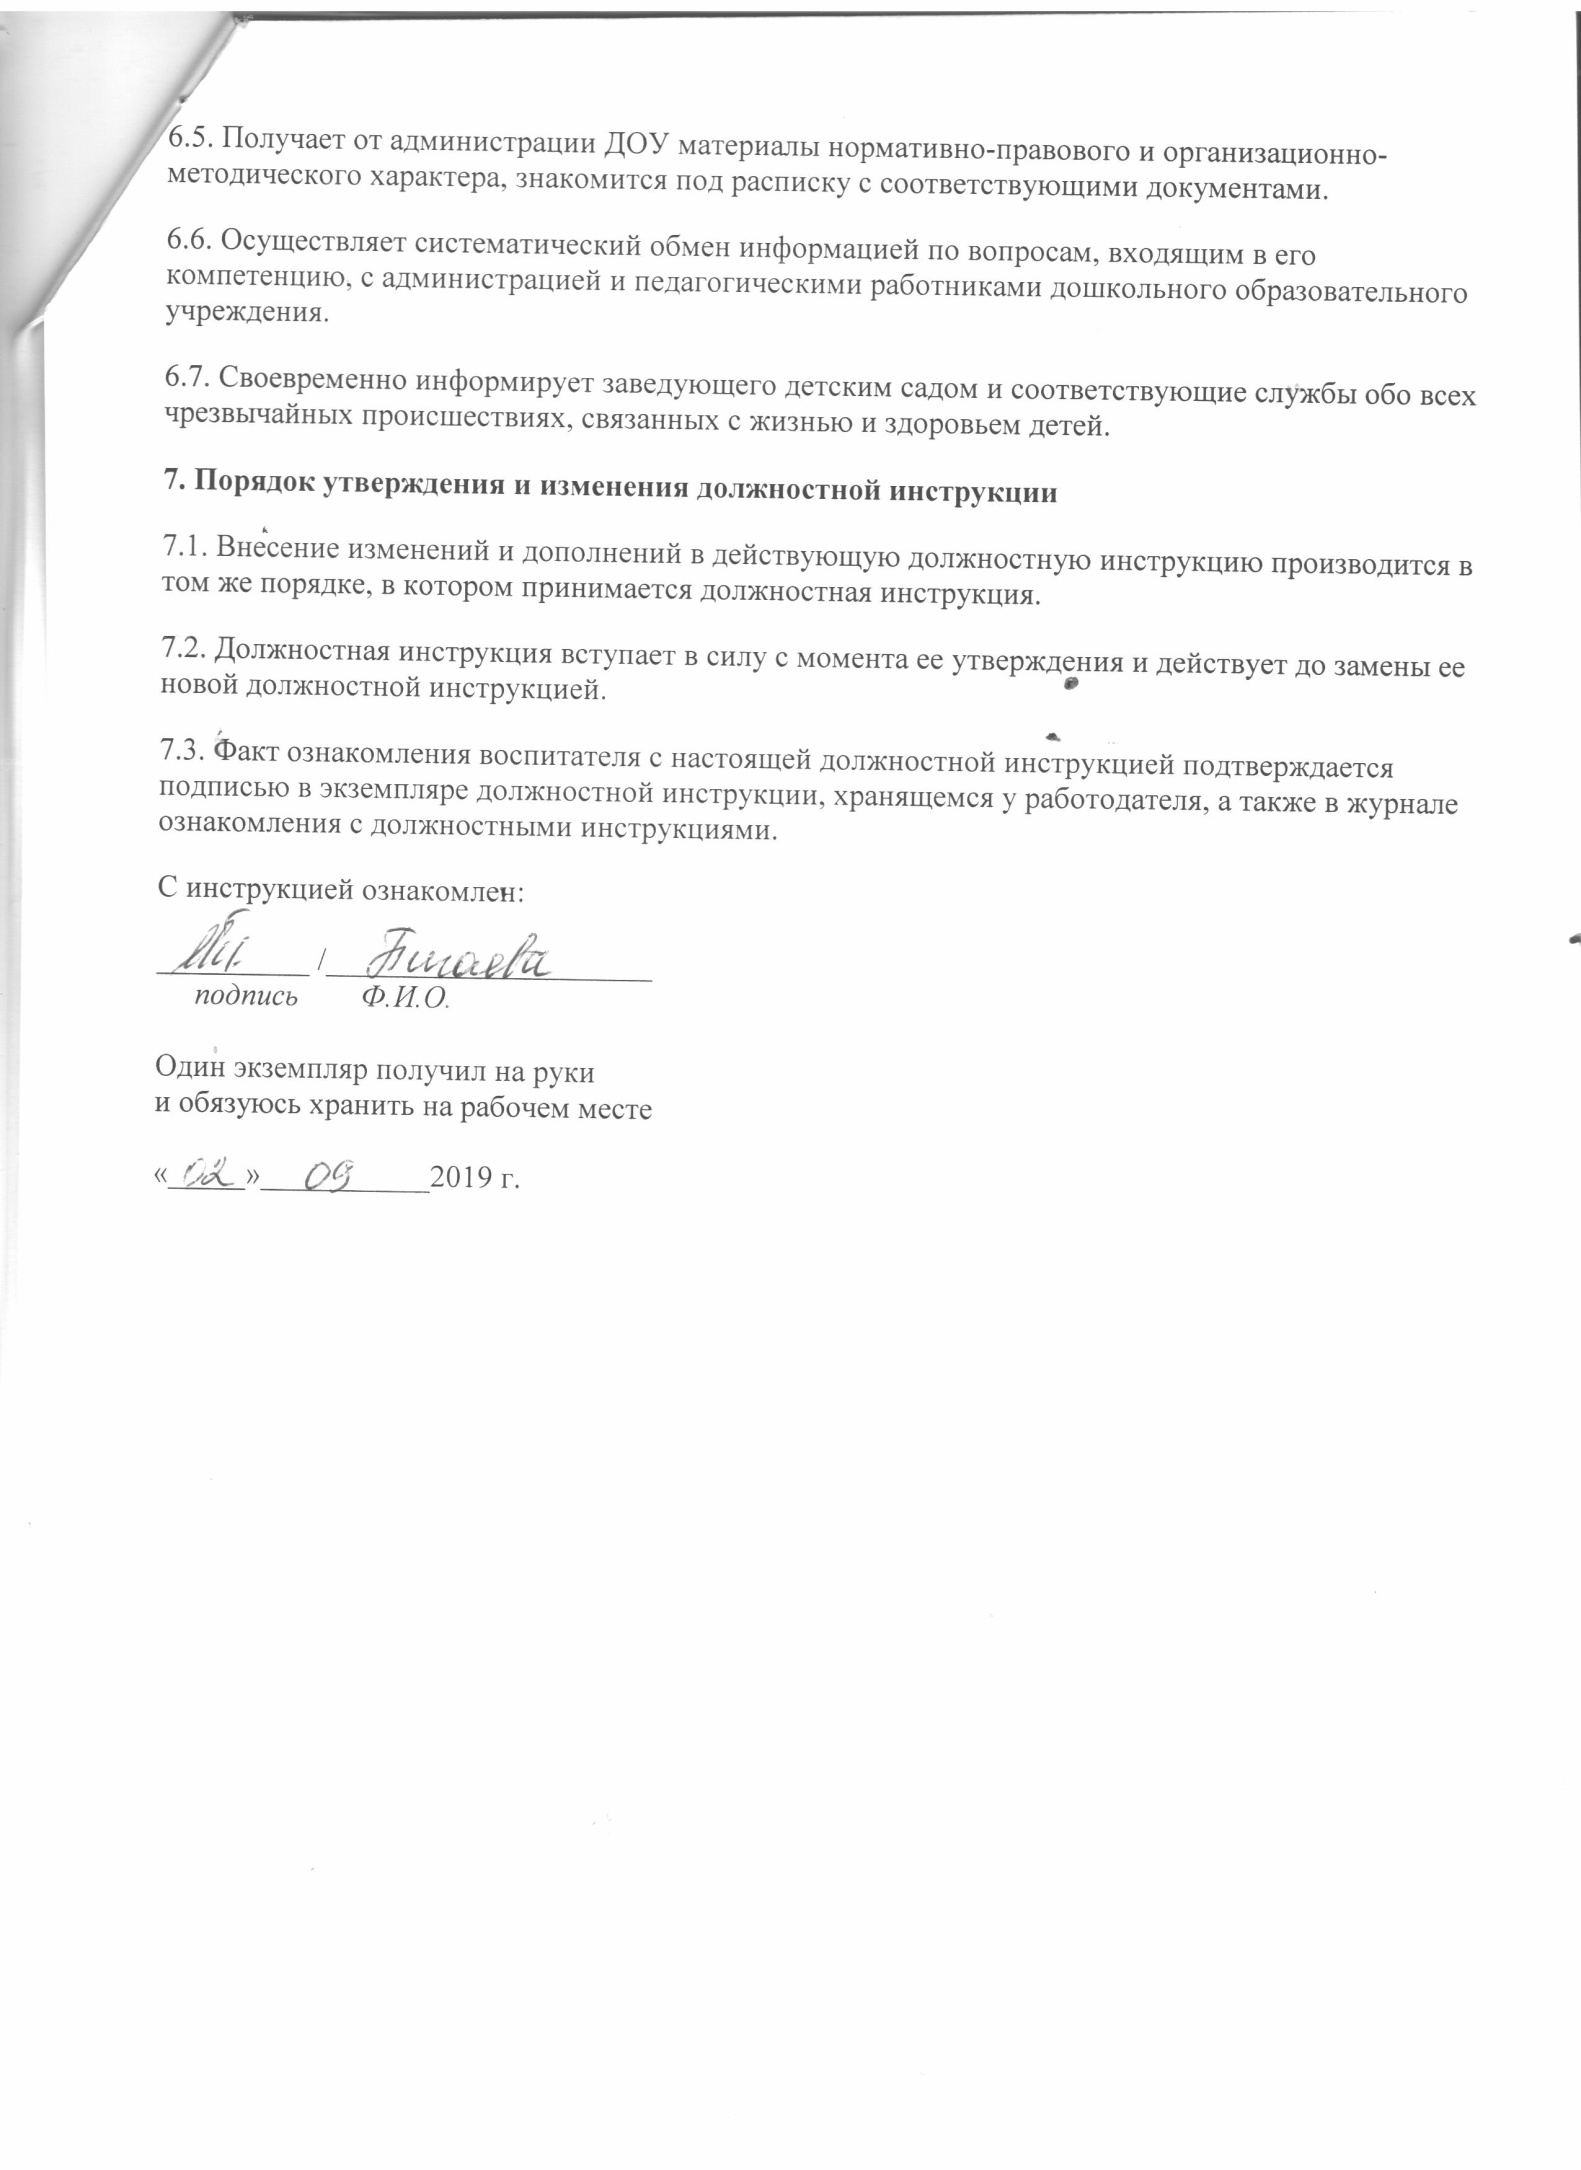 6.5. Получает от администрации ДОУ материалы нормативно-правового и организационно-
методического характера, знакомится под расписку с соответствующими документами.
6.6. Осуществляет систематический обмен информацией по вопросам, входящим в его
компетенцию, с администрацией и педагогическими работниками дошкольного образовательного
учреждения.
6.7. Своевременно информирует заведующего детским садом и соответствующие службы обо всех
чрезвычайных происшествиях, связанных с жизнью и здоровьем детей.
7. Порядок утверждения и изменения должностной инструкции
7.1. Внесение изменений и дополнений в действующую должностную инструкцию производится в
том же порядке, в котором принимается должностная инструкция.
7.2. Должностная инструкция вступает в силу с момента ее утверждения и действует до замены ее
новой должностной инструкцией.
7.3. Факт ознакомления воспитателя с настоящей должностной инструкцией подтверждается
подписью в экземпляре должностной инструкции, хранящемся у работодателя, а также в журнале
ознакомления с должностными инструкциями.
С инструкцией ознакомлен:
/
подпись Ф.И.О.
Один экземпляр получил на руки
и обязуюсь хранить на рабочем месте
«02» 09 2019 г.